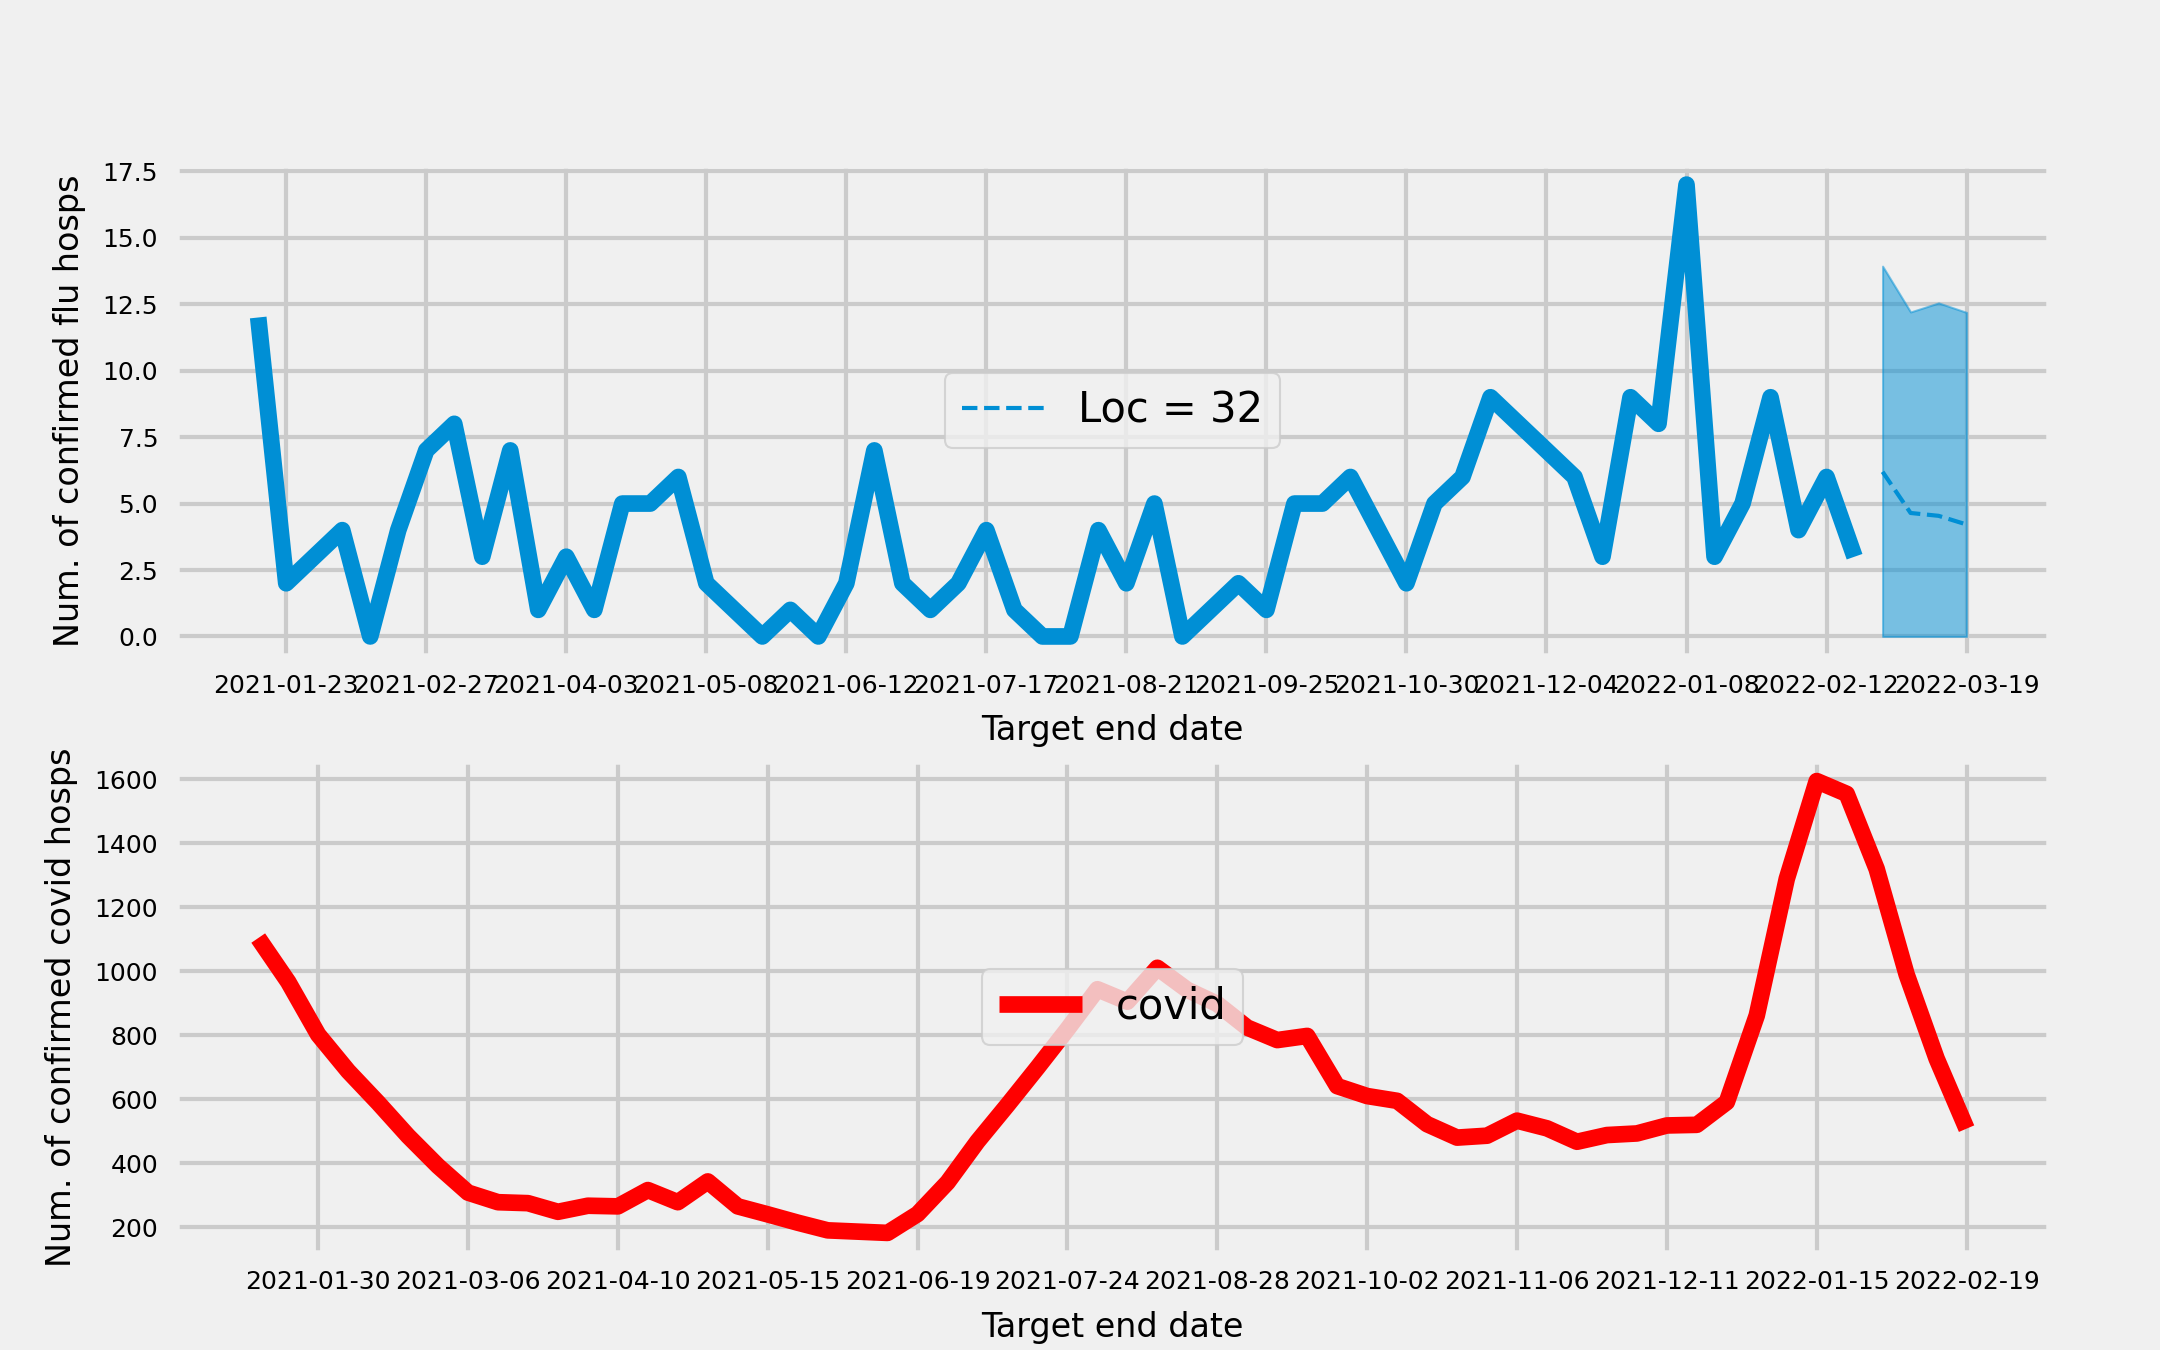 Num. of confirmed flu hosps
17.5
15.0
12.5
10.0
7.5
5.0
2.5
0.0
Loc = 32
2021-01-23 2021-02-27 2021-04-03 2021-05-08 2021-06-12 2021-07-17 2021-08-21 2021-09-25 2021-10-30 2021-12-04 2022-01-08 2022-02-12 2022-03-19
Target end date
Num. of confirmed covid hosps
1600
1400
1200
1000
800
600
400
200
covid
2021-01-30 2021-03-06 2021-04-10 2021-05-15 2021-06-19 2021-07-24 2021-08-28 2021-10-02 2021-11-06 2021-12-11 2022-01-15 2022-02-19
Target end date